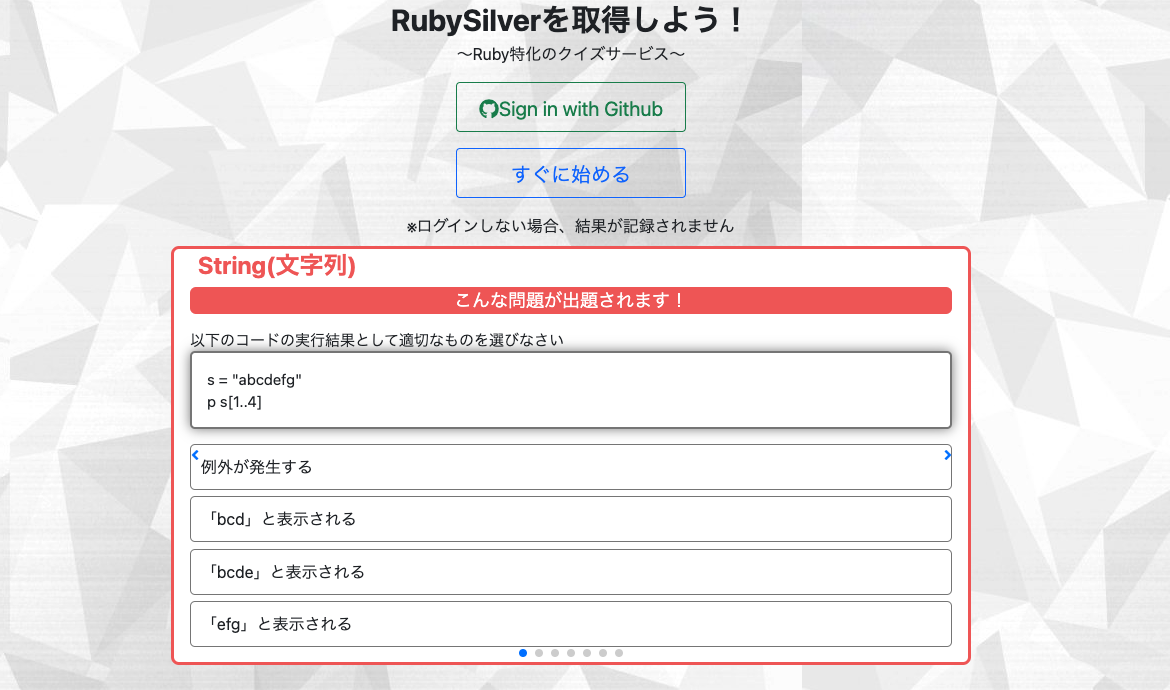 RubySilverを取得しよう！
〜Ruby特化のクイズサービス〜
Sign in with Github
すぐに始める
※ログインしない場合、結果が記録されません
String(文字列)
こんな問題が出題されます！
以下のコードの実行結果として適切なものを選びなさい
s = "abcdefg"
p s[1..4]
例外が発生する
「bcd」と表示される
「bcde」と表示される
「efg」と表示される